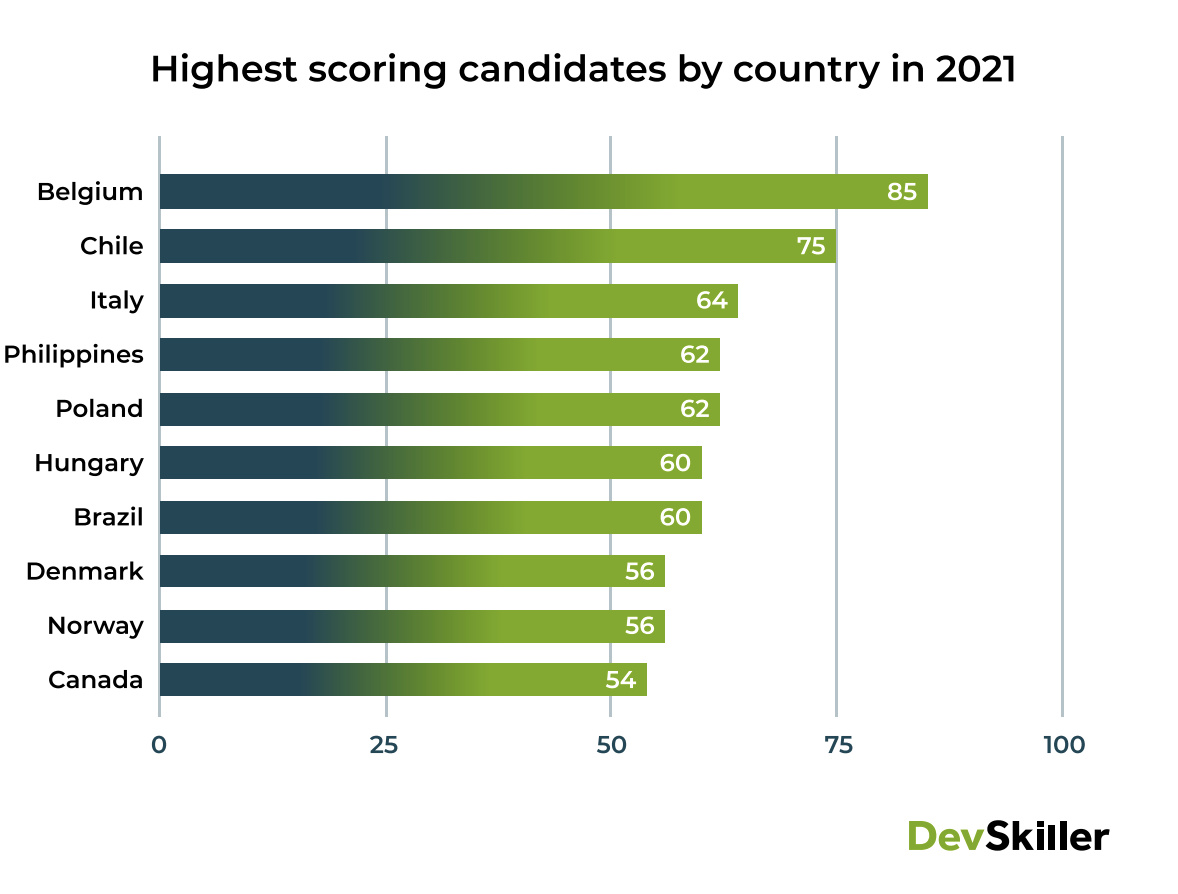 Highest scoring candidates by country in 2021
Belgium 85
Chile 75
Italy 64
Philippines 62
Poland 62
Hungary 60
Brazil 60
Denmark 56
Norway 56
Canada 54
0 25 50 75 100
DevSkiller